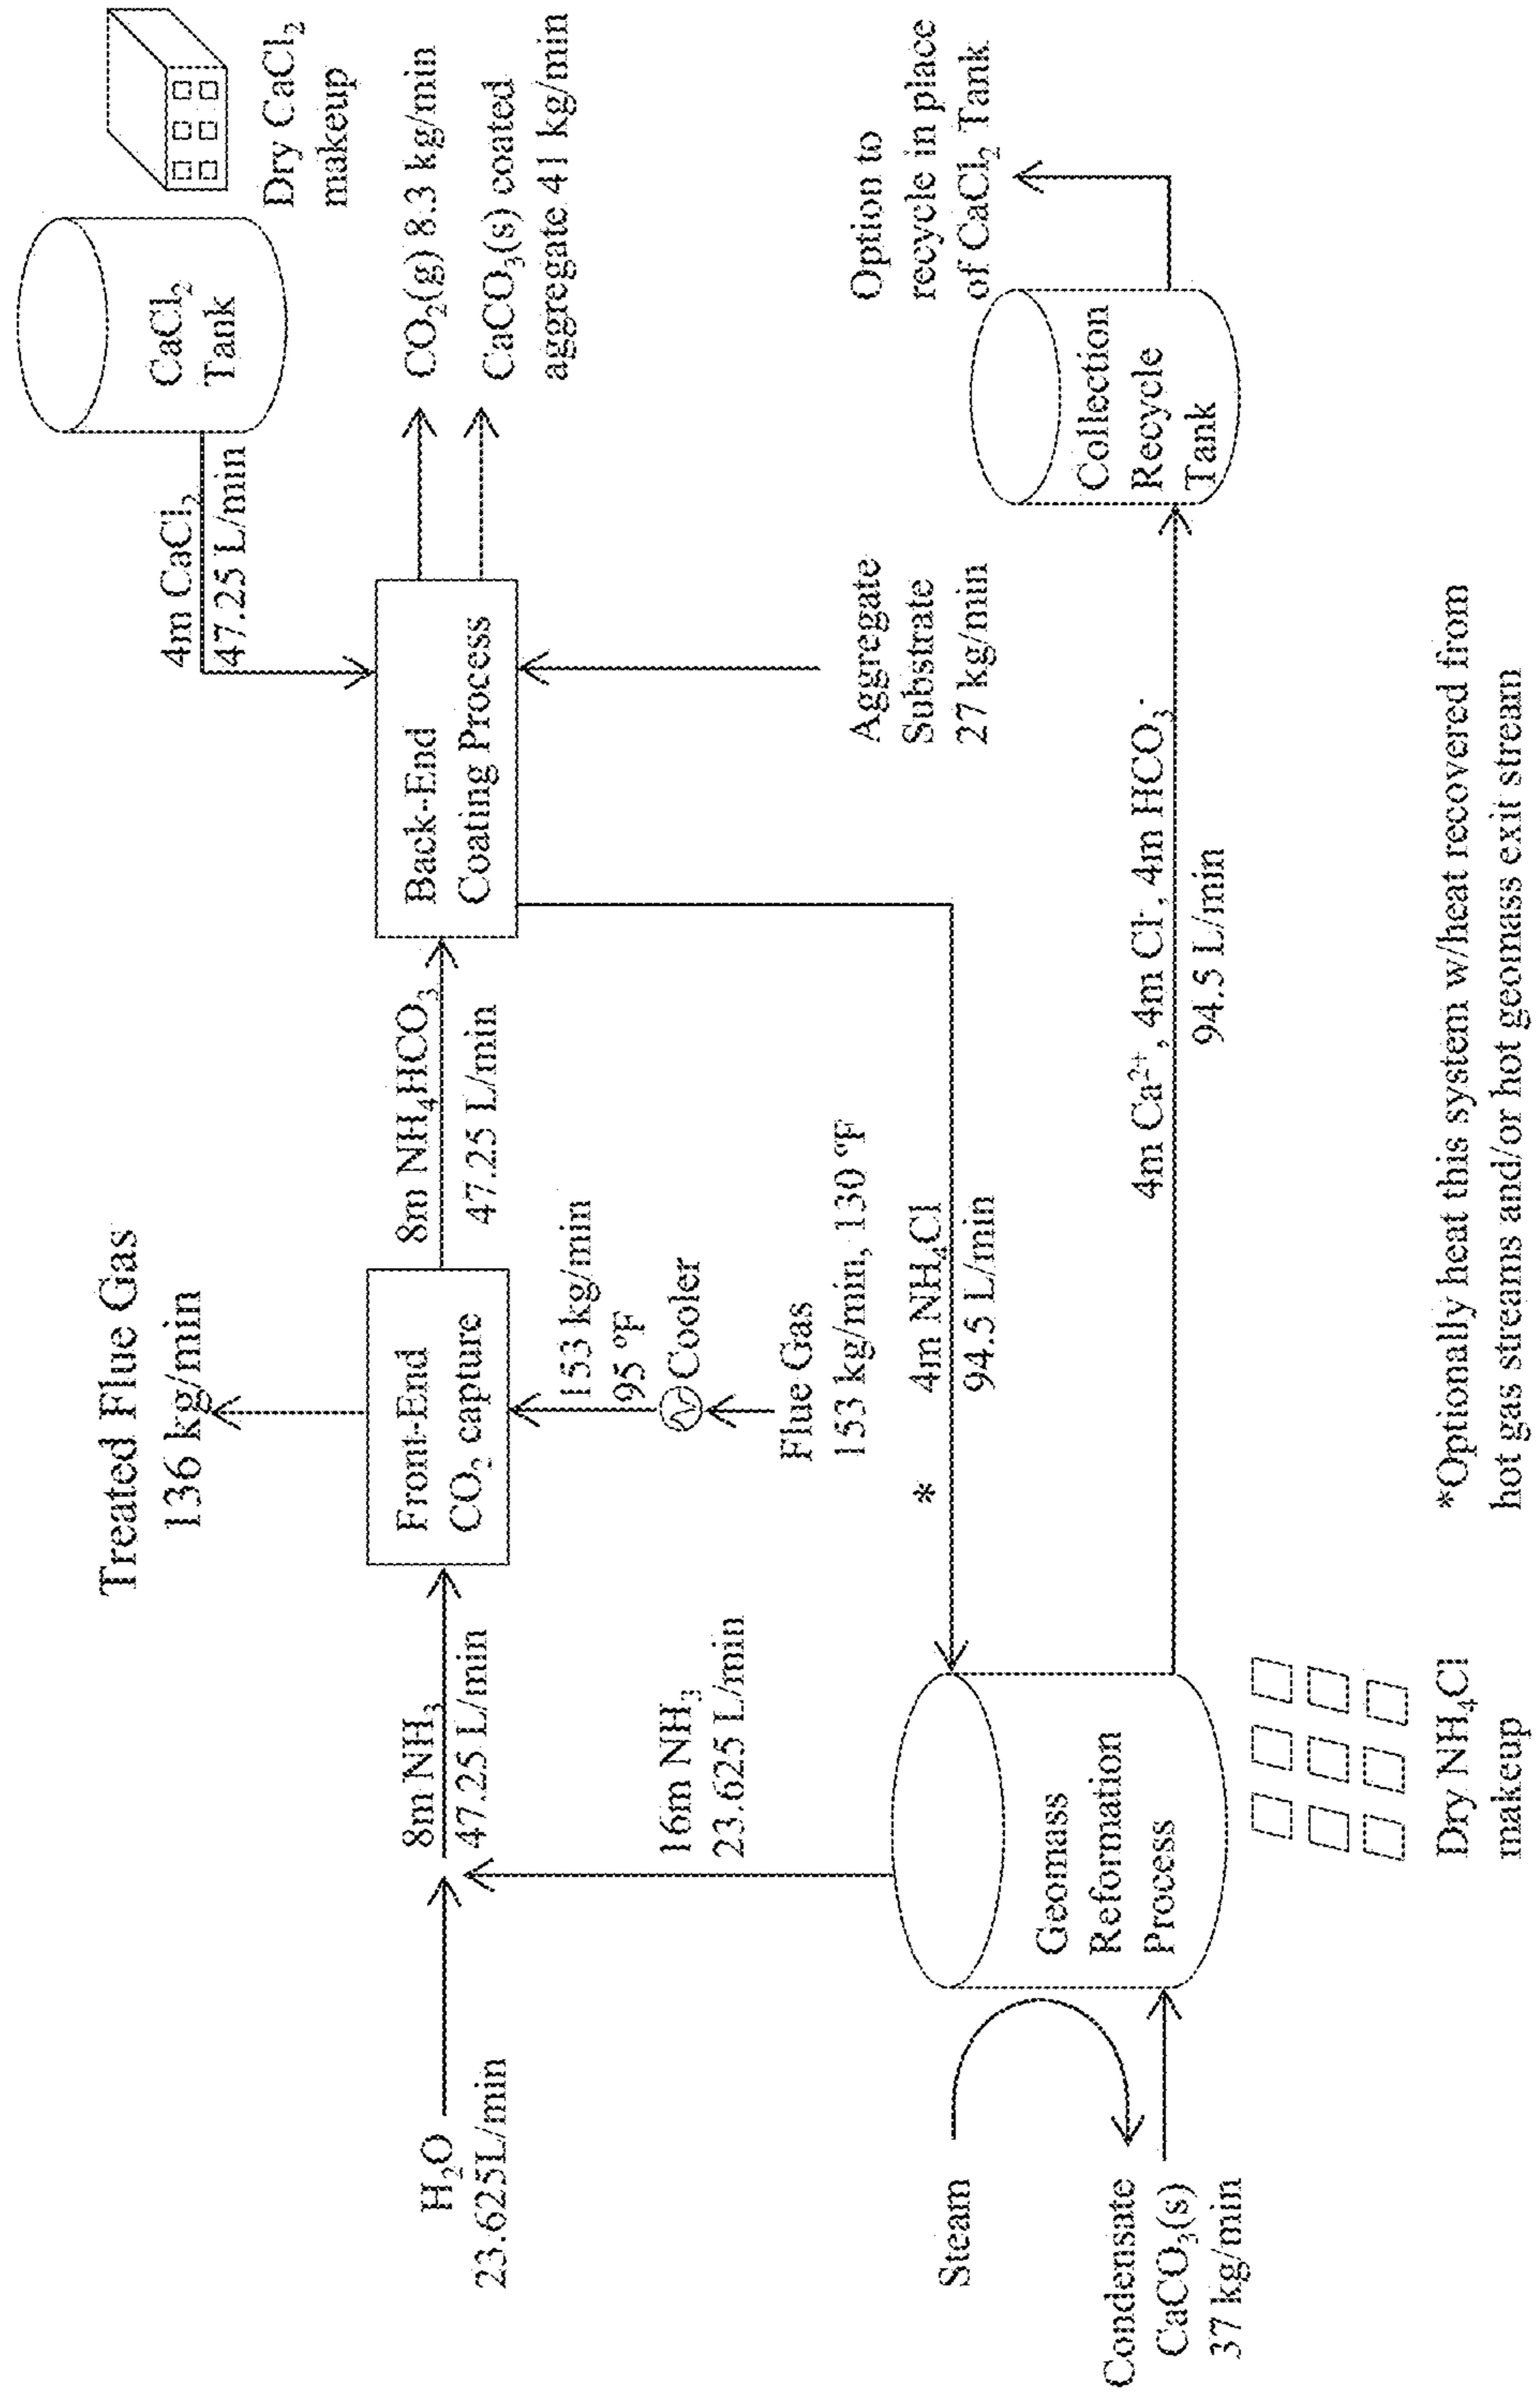 Treated Flue Gas
136 kg/min
H₂O
23.625L/min
8m NH₃
47.25 L/min
Front-End
CO₂ capture
8m NH₄HCO₃
47.25 L/min
Back-End
Coating Process
4m CaCl₂
47.25 L/min
CaCl₂
Tank
Dry CaCl₂
makeup
CO₂(g) 8.3 kg/min
CaCO₃(s) coated
aggregate 41 kg/min
153 kg/min
95 ºF
Cooler
Flue Gas
153 kg/min, 130 ºF
16m NH₃
23.625 L/min
Aggregate
Substrate
27 kg/min
*
4m NH₄Cl
94.5 L/min
Steam
Condensate
CaCO₃(s)
37 kg/min
Geomass
Reformation
Process
Dry NH₄Cl
makeup
4m Ca²⁺, 4m Cl⁻, 4m HCO₃⁻
94.5 L/min
Collection
Recycle
Tank
Option to
recycle in place
of CaCl₂ Tank
*Optionally heat this system w/heat recovered from
hot gas streams and/or hot geomass exit stream